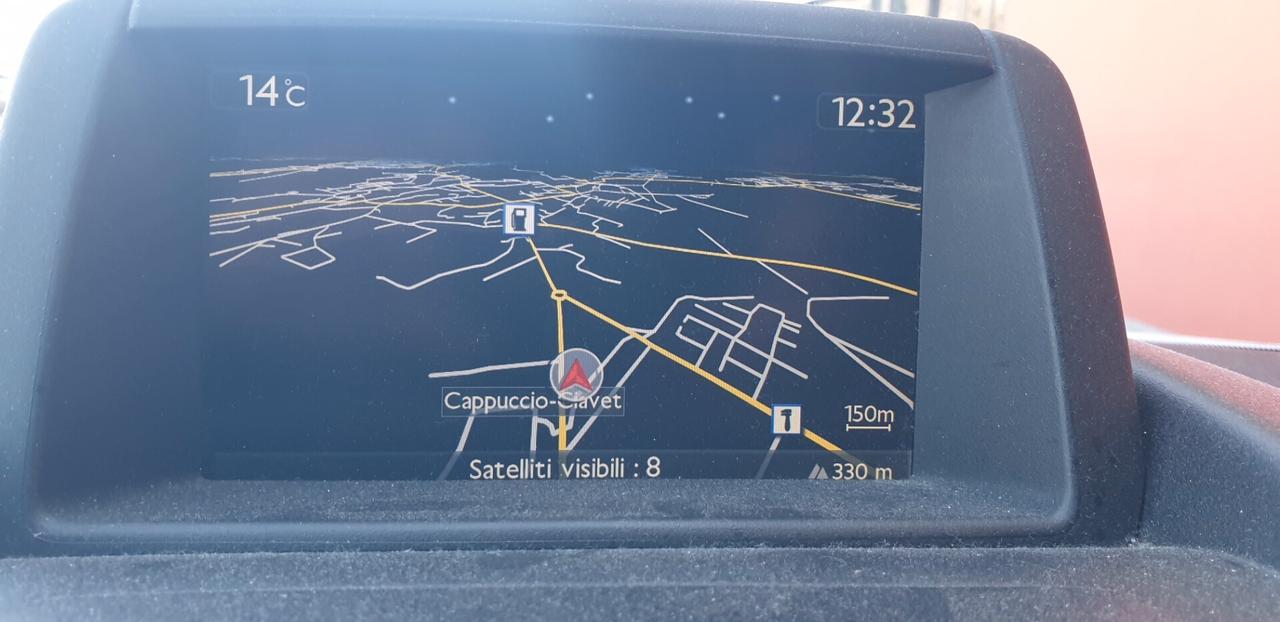 14°C
12:32
Cappuccio-Clavet
150m
Satelliti visibili : 8
330 m